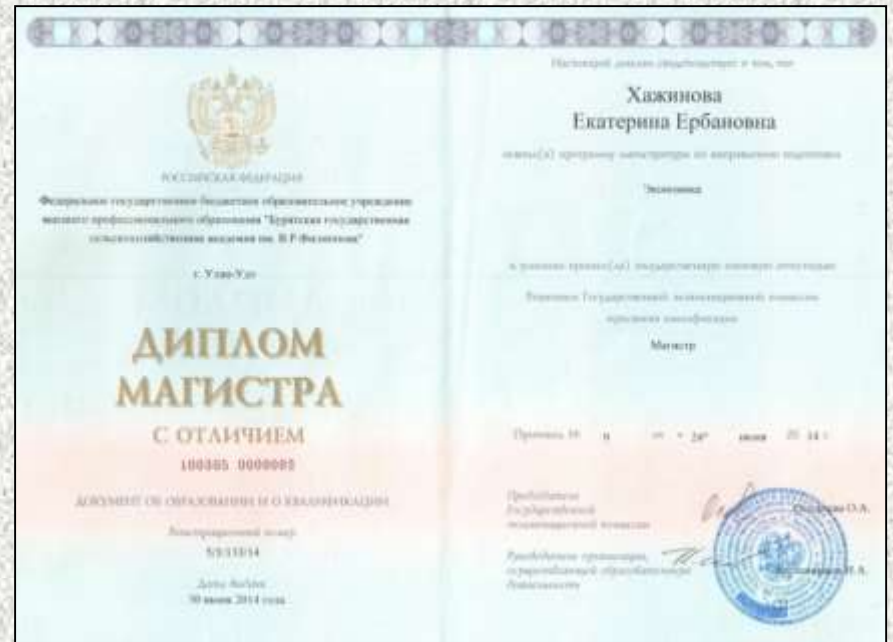 РОССИЙСКАЯ ФЕДЕРАЦИЯ
Федеральное государственное бюджетное образовательное учреждение
высшего профессионального образования "Бурятская государственная
сельскохозяйственная академия им. В.Р.Филиппова"
г. Улан-Удэ
ДИПЛОМ
МАГИСТРА
С ОТЛИЧИЕМ
ДОКУМЕНТ ОБ ОБРАЗОВАНИИ И О КВАЛИФИКАЦИИ
Регистрационный номер
Дата выдачи
30 июня 2014 года
Настоящий диплом свидетельствует о том, что
Хажинова
Екатерина Ербановна
освоил(а) программу магистратуры по направлению подготовки
Экономика
и успешно прошел(ла) государственную итоговую аттестацию
Решением Государственной экзаменационной комиссии
присвоена квалификация
Магистр
Протокол №
от
июня 20 14 г.
Председатель
Государственной
экзаменационной комиссии
О.А.
Руководитель организации,
осуществляющей образовательную
деятельность